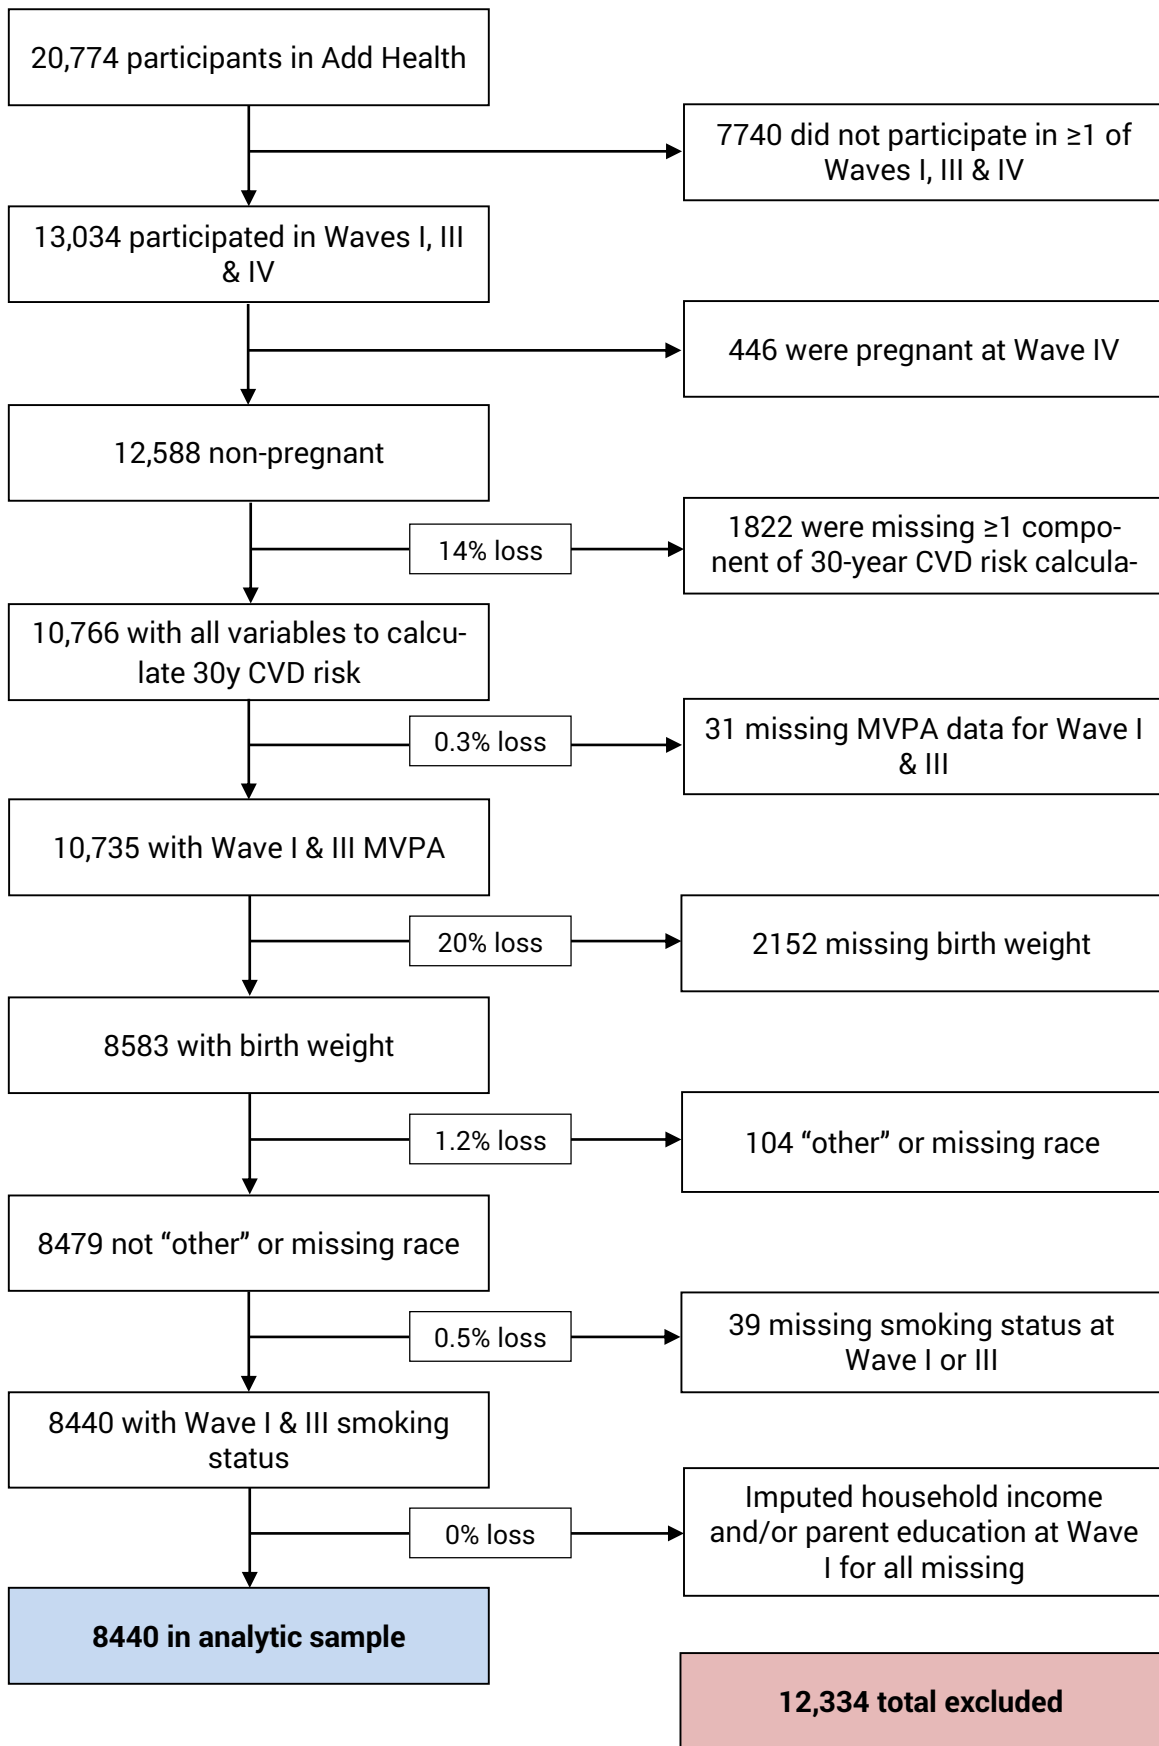 20,774 participants in Add Health
7740 did not participate in ≥1 of
Waves I, III & IV
13,034 participated in Waves I, III
& IV
446 were pregnant at Wave IV
12,588 non-pregnant
14% loss
1822 were missing ≥1 compo-
nent of 30-year CVD risk calcula-
10,766 with all variables to calcu-
late 30y CVD risk
0.3% loss
31 missing MVPA data for Wave I
& III
10,735 with Wave I & III MVPA
20% loss
2152 missing birth weight
8583 with birth weight
1.2% loss
104 “other” or missing race
8479 not “other” or missing race
0.5% loss
39 missing smoking status at
Wave I or III
8440 with Wave I & III smoking
status
0% loss
Imputed household income
and/or parent education at Wave
I for all missing
8440 in analytic sample
12,334 total excluded